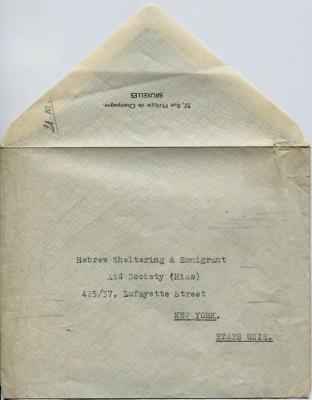 52, Rue Philippe de Champagne.
BRUXELLES
Hebrew Sheltering & Emmigrant
Aid Society (Hias)
425/37, Lafayette Street
NEW YORK.
ETATS UNIS.